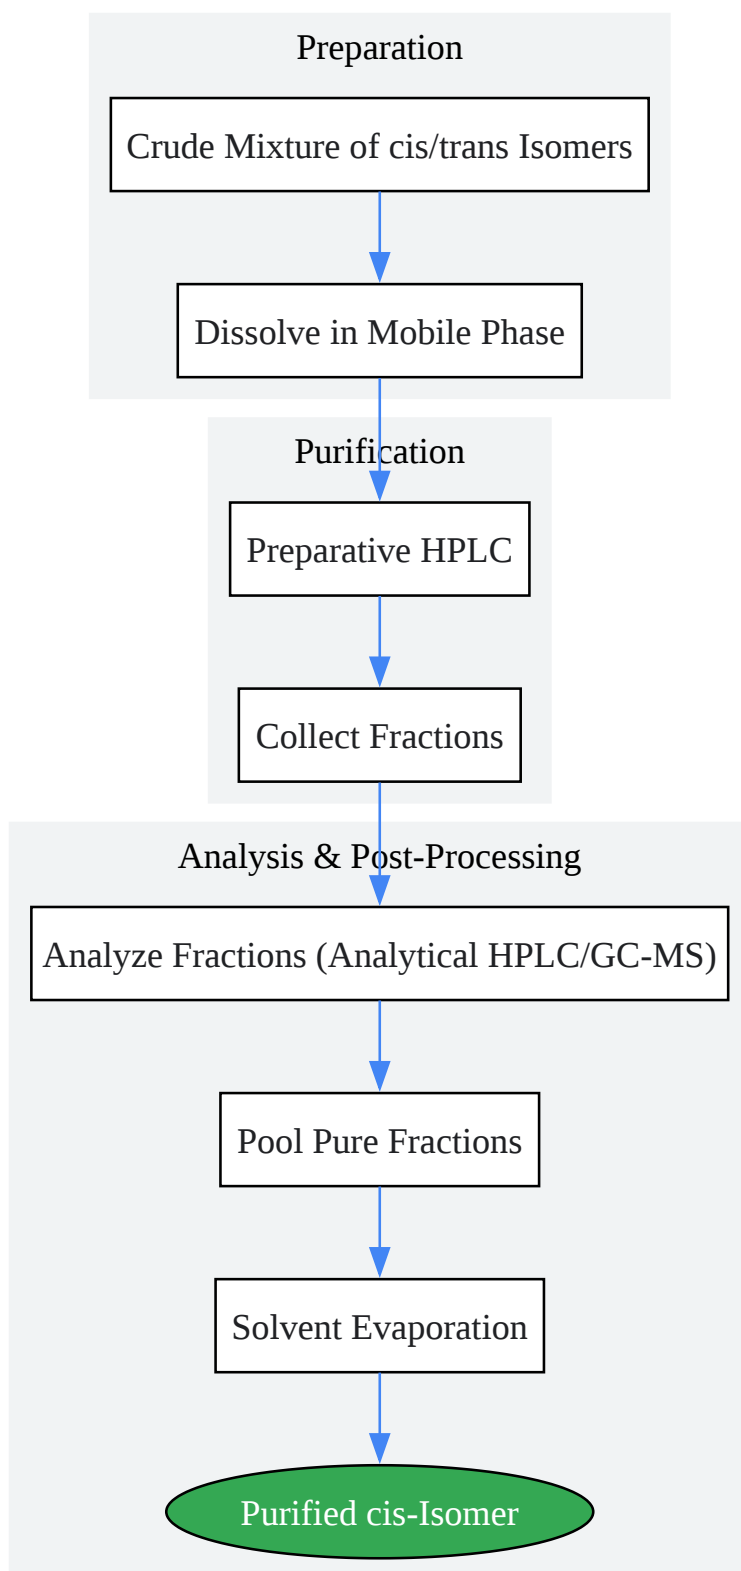 Preparation
Crude Mixture of cis/trans Isomers
Dissolve in Mobile Phase
Purification
Preparative HPLC
Collect Fractions
Analysis & Post-Processing
Analyze Fractions (Analytical HPLC/GC-MS)
Pool Pure Fractions
Solvent Evaporation
Purified cis-Isomer